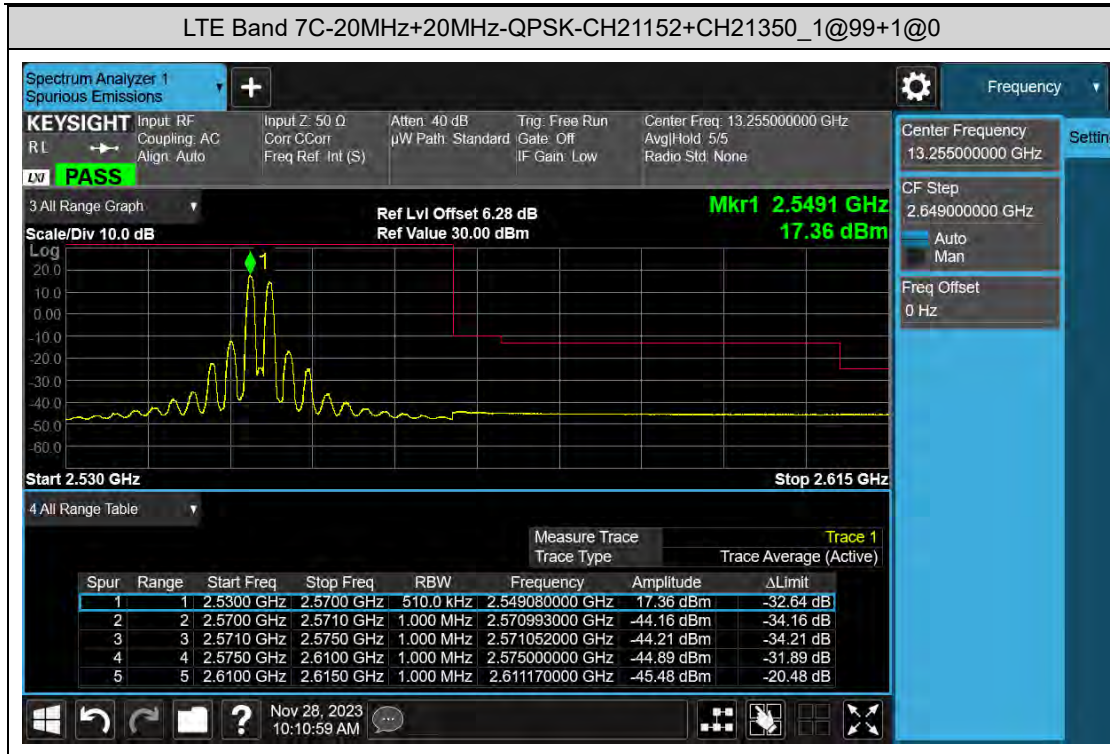 LTE Band 7C-20MHz+20MHz-QPSK-CH21152+CH21350_1@99+1@0
Spectrum Analyzer 1
Spurious Emissions
+
Frequency
KEYSIGHT
RL
LXI
PASS
Input: RF
Coupling: AC
Align: Auto
Input Z: 50 Ω
Corr CCorr
Freq Ref: Int (S)
Atten: 40 dB
µW Path: Standard
Trig: Free Run
Gate: Off
IF Gain: Low
Center Freq: 13.255000000 GHz
Avg|Hold: 5/5
Radio Std: None
Center Frequency
13.255000000 GHz
Settin
CF Step
2.649000000 GHz
Auto
Man
Freq Offset
0 Hz
3 All Range Graph
Scale/Div 10.0 dB
Ref Lvl Offset 6.28 dB
Ref Value 30.00 dBm
Mkr1 2.5491 GHz
17.36 dBm
Log
1
20.0
10.0
0.00
-10.0
-20.0
-30.0
-40.0
-50.0
-60.0
Start 2.530 GHz
Stop 2.615 GHz
4 All Range Table
Measure Trace Trace 1
Trace Type Trace Average (Active)
Spur Range Start Freq Stop Freq RBW Frequency Amplitude ΔLimit
1 1 2.5300 GHz 2.5700 GHz 510.0 kHz 2.549080000 GHz 17.36 dBm -32.64 dB
2 2 2.5700 GHz 2.5710 GHz 1.000 MHz 2.570993000 GHz -44.16 dBm -34.16 dB
3 3 2.5710 GHz 2.5750 GHz 1.000 MHz 2.571052000 GHz -44.21 dBm -34.21 dB
4 4 2.5750 GHz 2.6100 GHz 1.000 MHz 2.575000000 GHz -44.89 dBm -31.89 dB
5 5 2.6100 GHz 2.6150 GHz 1.000 MHz 2.611170000 GHz -45.48 dBm -20.48 dB
?
Nov 28, 2023
10:10:59 AM